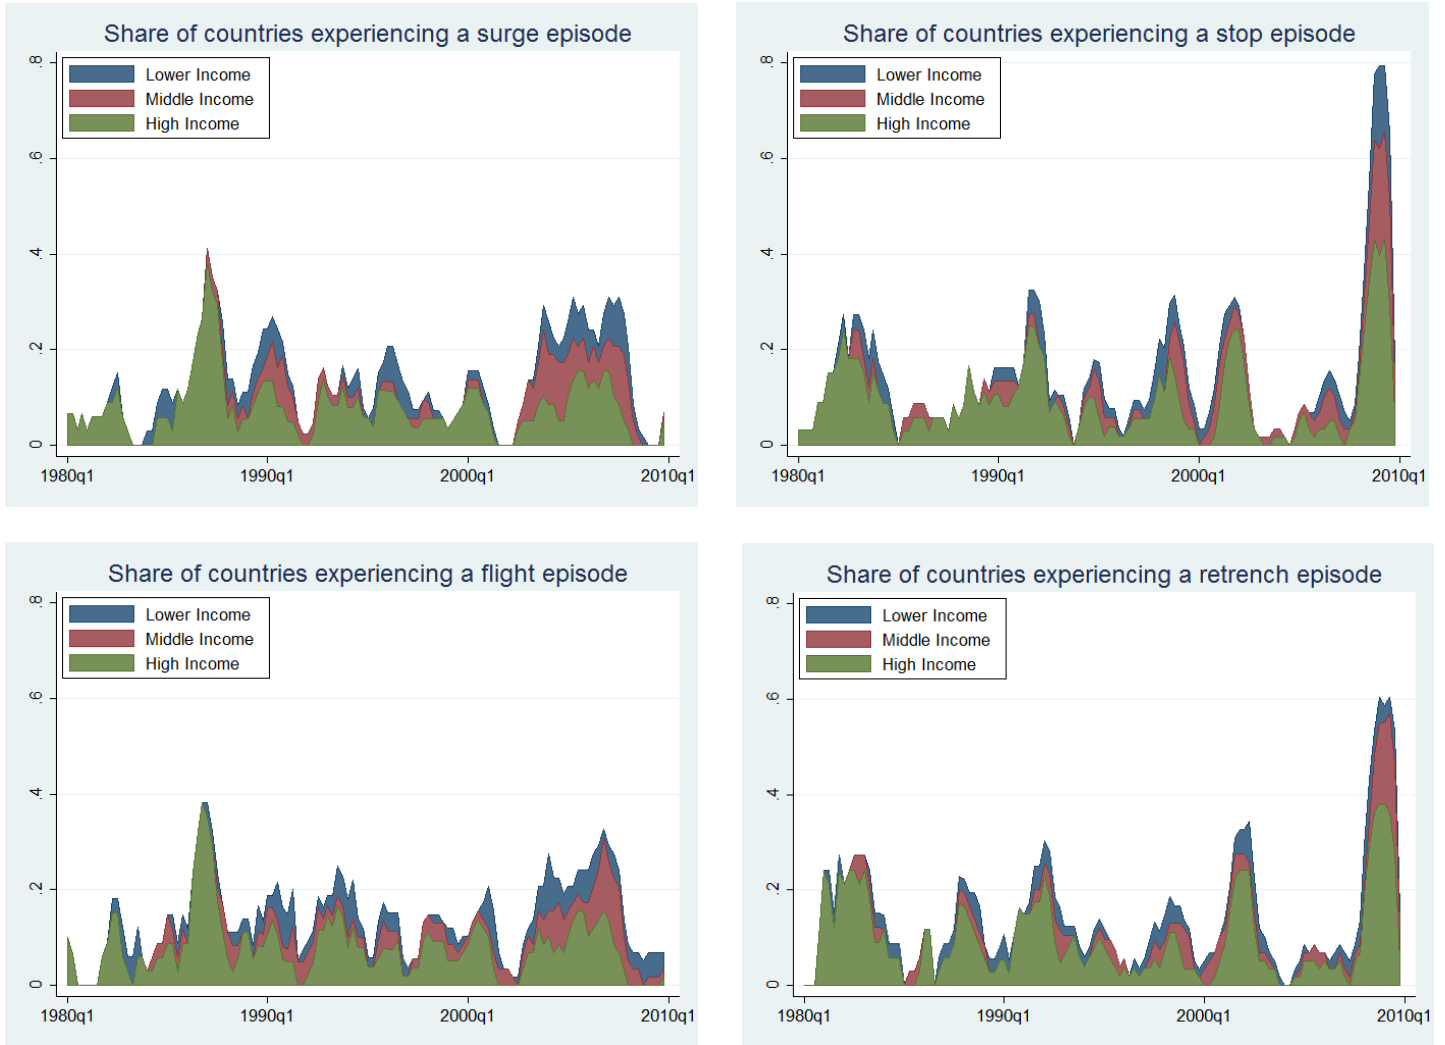 Share of countries experiencing a surge episode
.8
.6
.4
.2
0
Lower Income
Middle Income
High Income
1980q1 1990q1 2000q1 2010q1
Share of countries experiencing a stop episode
.8
.6
.4
.2
0
Lower Income
Middle Income
High Income
1980q1 1990q1 2000q1 2010q1
Share of countries experiencing a flight episode
.8
.6
.4
.2
0
Lower Income
Middle Income
High Income
1980q1 1990q1 2000q1 2010q1
Share of countries experiencing a retrench episode
.8
.6
.4
.2
0
Lower Income
Middle Income
High Income
1980q1 1990q1 2000q1 2010q1